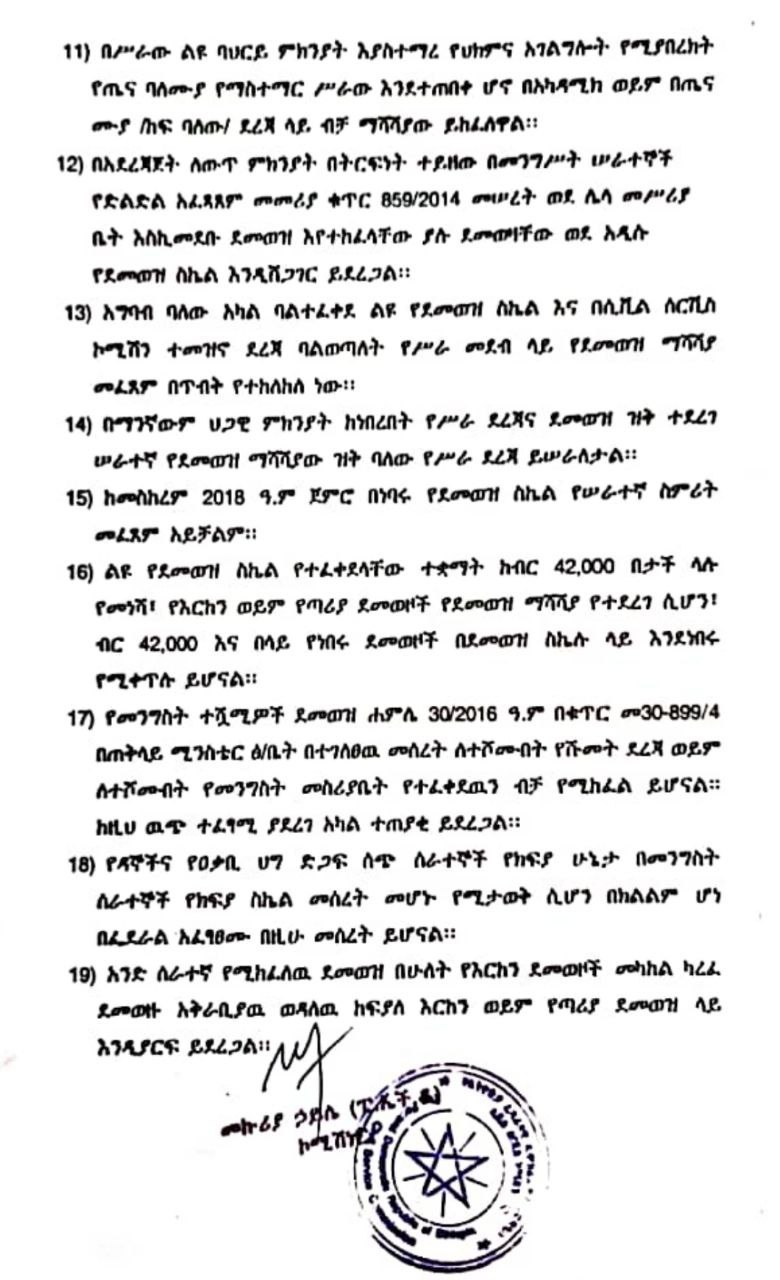 11) በሥራው ልዩ ባህርይ ምክንያት እያስተማረ የህክምና አገልግሎት የሚያበረክት
የጤና ባለሙያ የማስተማር ሥራው እንደተጠበቀ ሆኖ በአካዳሚክ ወይም በጤና
ሙያ /ከፍ ባለው/ ደረጃ ላይ ብቻ ማሻሻያው ይከፈለዋል።
12) በአደረጃጀት ለውጥ ምክንያት በትርፍነት ተይዘው በመንግሥት ሠራተኞች
የድልድል አፈጻጸም መመሪያ ቁጥር 859/2014 መሠረት ወደ ሌላ መሥሪያ
ቤት እስኪመደቡ ደመወዝ እየተከፈላቸው ያሉ ደመወዛቸው ወደ አዲሱ
የደመወዝ ስኬል እንዲሸጋገር ይደረጋል።
13) አግባብ ባለው አካል ባልተፈቀደ ልዩ የደመወዝ ስኬል እና በሲቪል ሰርቪስ
ኮሚሽን ተመዝኖ ደረጃ ባልወጣለት የሥራ መደብ ላይ የደመወዝ ማሻሻያ
መፈጸም በጥብት የተከለከለ ነው።
14) በማንኛውም ህጋዊ ምክንያት ከነበረበት የሥራ ደረጃና ደመወዝ ዝቅ ተደረገ
ሠራተኛ የደመወዝ ማሻሻያው ዝቅ ባለው የሥራ ደረጃ ይሠራለታል።
15) ከመስከረም 2018 ዓ.ም ጀምሮ በነባሩ የደመወዝ ስኬል የሠራተኛ ስምሪት
መፈጸም አይቻልም።
16) ልዩ የደመወዝ ስኬል የተፈቀደላቸው ተቋማት ከብር 42,000 በታች ላሉ
የመነሻ፣ የእርከን ወይም የጣሪያ ደመወዞች የደመወዝ ማሻሻያ የተደረገ ሲሆን፣
ብር 42,000 እና በላይ የነበሩ ደመወዞች በደመወዝ ስኬሉ ላይ እንደነበሩ
የሚቀጥሉ ይሆናል።
17) የመንግስት ተሿሚዎች ደመወዝ ሐምሌ 30/2016 ዓ.ም በቁጥር መ30-899/4
በጠቅላይ ሚንስቴር ፅ/ቤት በተገለፀዉ መሰረት ለተሾሙበት የሹመት ደረጃ ወይም
ለተሾሙበት የመንግስት መስሪያቤት የተፈቀደዉን ብቻ የሚከፈል ይሆናል።
ከዚህ ዉጭ ተፈፃሚ ያደረገ አካል ተጠያቂ ይደረጋል።
18) የዳኞችና የዐቃቢ ህግ ድጋፍ ሰጭ ሰራተኞች የክፍያ ሁኔታ በመንግስት
ሰራተኞች የክፍያ ስኬል መሰረት መሆኑ የሚታወቅ ሲሆን በክልልም ሆነ
በፌደራል አፈፃፀሙ በዚሁ መሰረት ይሆናል።
19) አንድ ሰራተኛ የሚከፈለዉ ደመወዝ በሁለት የእርከን ደመወዞች መካከል ካረፈ
ደመወዙ አቅራቢያዉ ወዳለዉ ከፍያለ እርከን ወይም የጣሪያ ደመወዝ ላይ
እንዲያርፍ ይደረጋል።
መኩሪያ ኃይሌ (ፒ.ኤች.ዲ)
ኮሚሽነር
Democratic Republic of Ethiopia